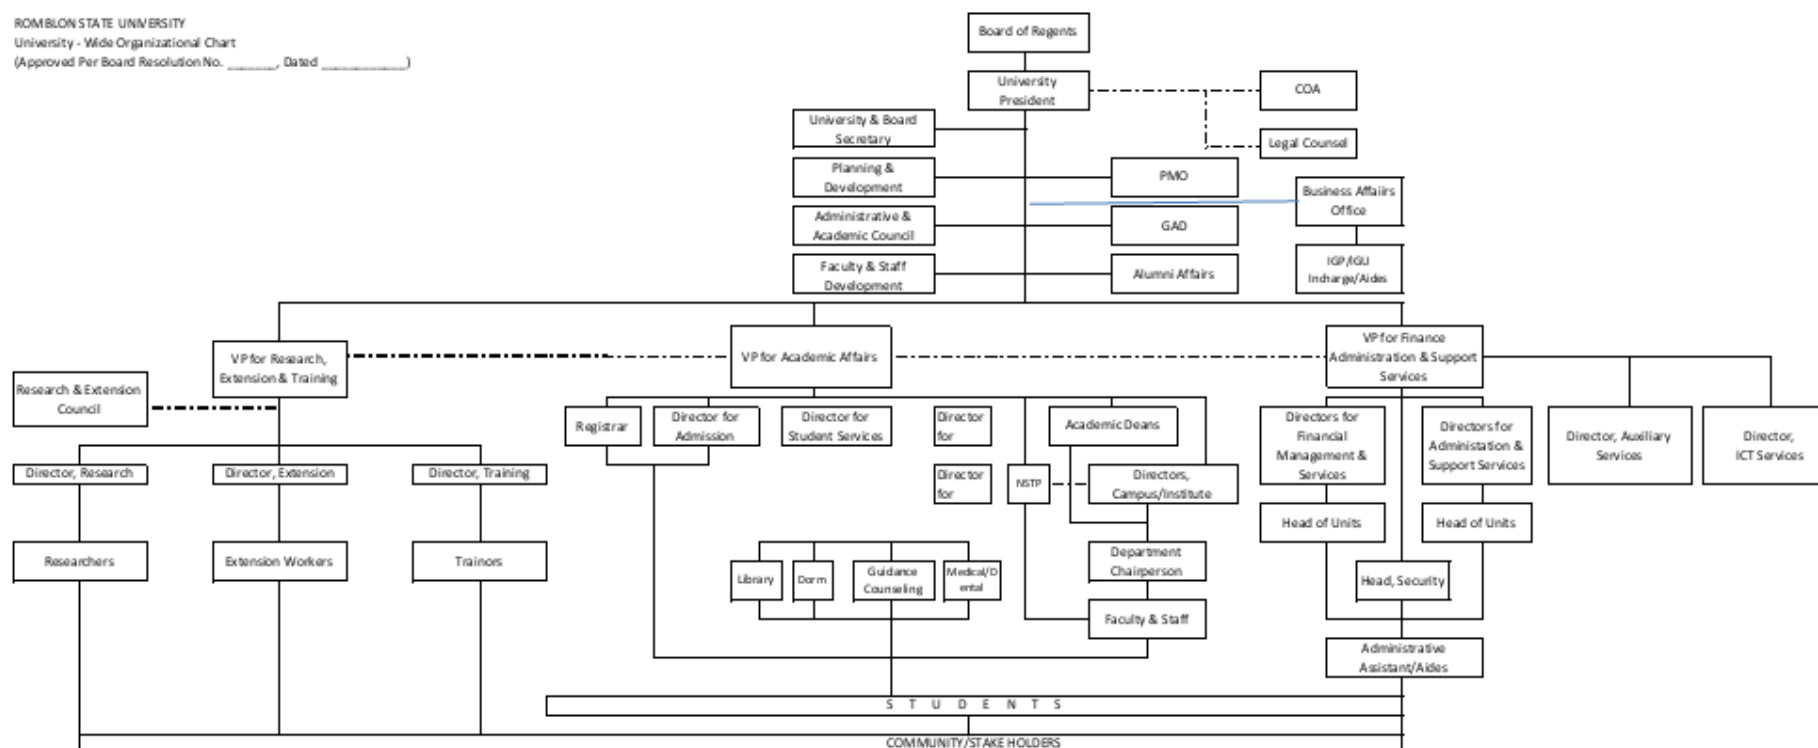 ROMBLON STATE UNIVERSITY
University - Wide Organizational Chart
(Approved Per Board Resolution No. _______, Dated _____________)
Board of Regents
University
President
COA
University & Board
Secretary
Legal Counsel
Planning &
Development
PMO
Business Affairs
Office
Administrative &
Academic Council
GAD
Faculty & Staff
Development
Alumni Affairs
IGP/IGU
Incharge/Aides
VP for Research,
Extension & Training
VP for Academic Affairs
VP for Finance
Administration & Support
Services
Research & Extension
Council
Registrar
Director for
Admission
Director for
Student Services
Director
for
Academic Deans
Directors for
Financial
Management &
Services
Directors for
Administation &
Support Services
Director, Auxiliary
Services
Director,
ICT Services
Director, Research
Director, Extension
Director, Training
Director
for
NSTP
Directors,
Campus/Institute
Head of Units
Head of Units
Researchers
Extension Workers
Trainors
Library
Dorm
Guidance
Counseling
Medical/D
ental
Department
Chairperson
Head, Security
Faculty & Staff
Administrative
Assistant/Aides
S T U D E N T S
COMMUNITY/STAKE HOLDERS